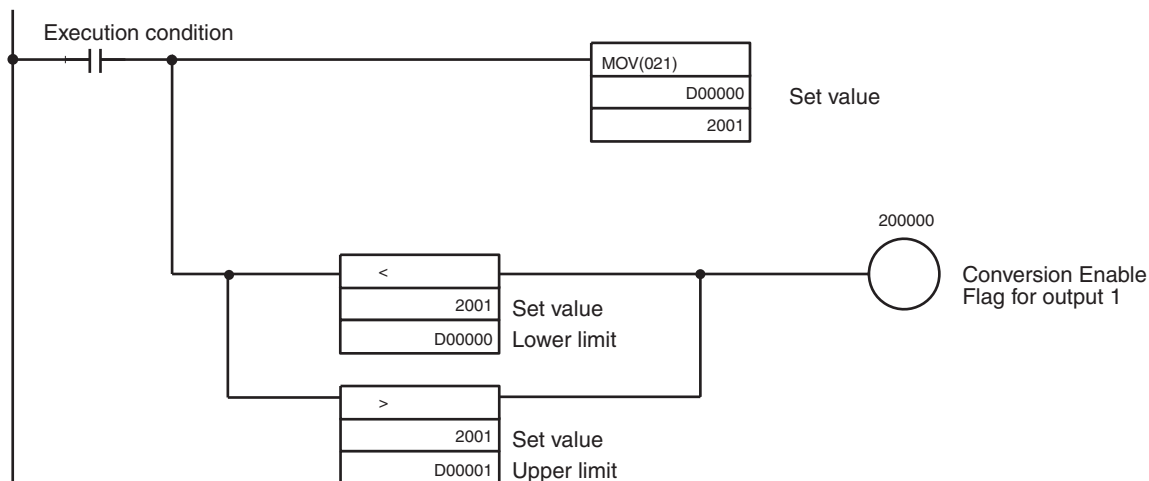 Execution condition
MOV(021)
D00000
Set value
2001
200000
<
2001
Set value
D00000
Lower limit
Conversion Enable
Flag for output 1
>
2001
Set value
D00001
Upper limit